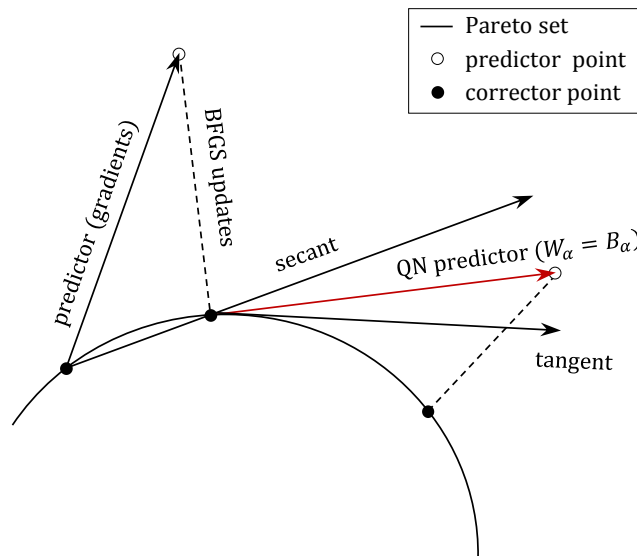 Pareto set
predictor point
corrector point
predictor (gradients)
BFGS updates
secant
QN predictor (W_α = B_α)
tangent